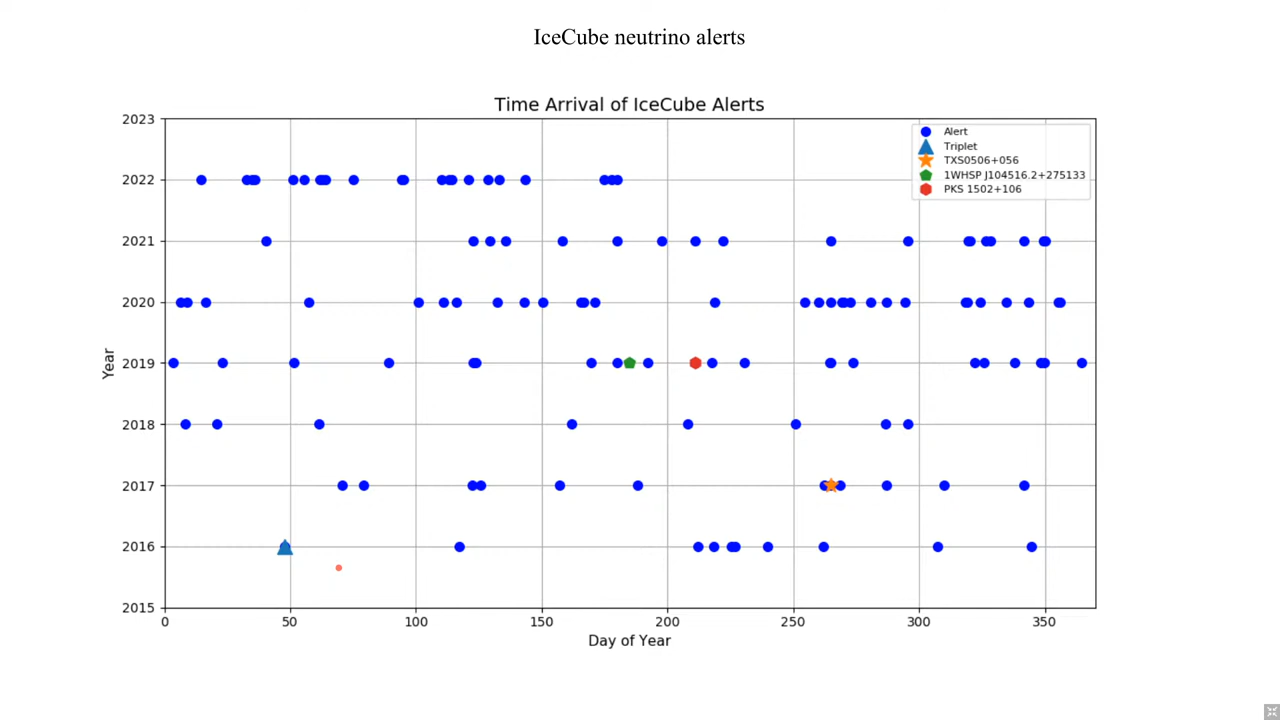 IceCube neutrino alerts
Time Arrival of IceCube Alerts
2023
2022
2021
2020
2019
2018
2017
2016
2015
Year
0 50 100 150 200 250 300 350
Day of Year
Alert
Triplet
TXS0506+056
1WHSP J104516.2+275133
PKS 1502+106